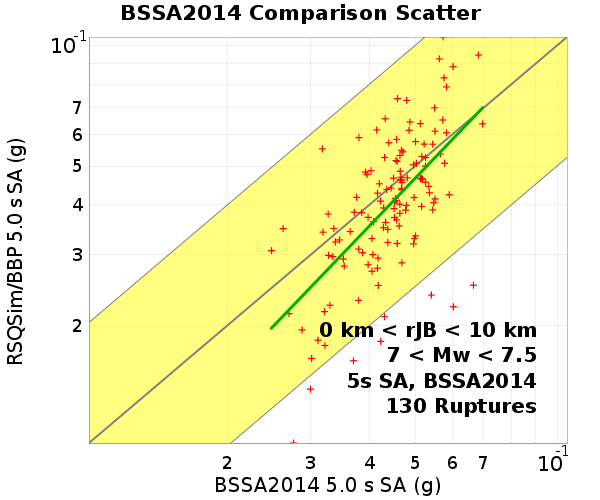 BSSA2014 Comparison Scatter
10-1
7
6
5
4
3
2
RSQSim/BBP 5.0 s SA (g)
0 km < rJB < 10 km
7 < Mw < 7.5
5s SA, BSSA2014
130 Ruptures
2 3 4 5 6 7 10-1
BSSA2014 5.0 s SA (g)